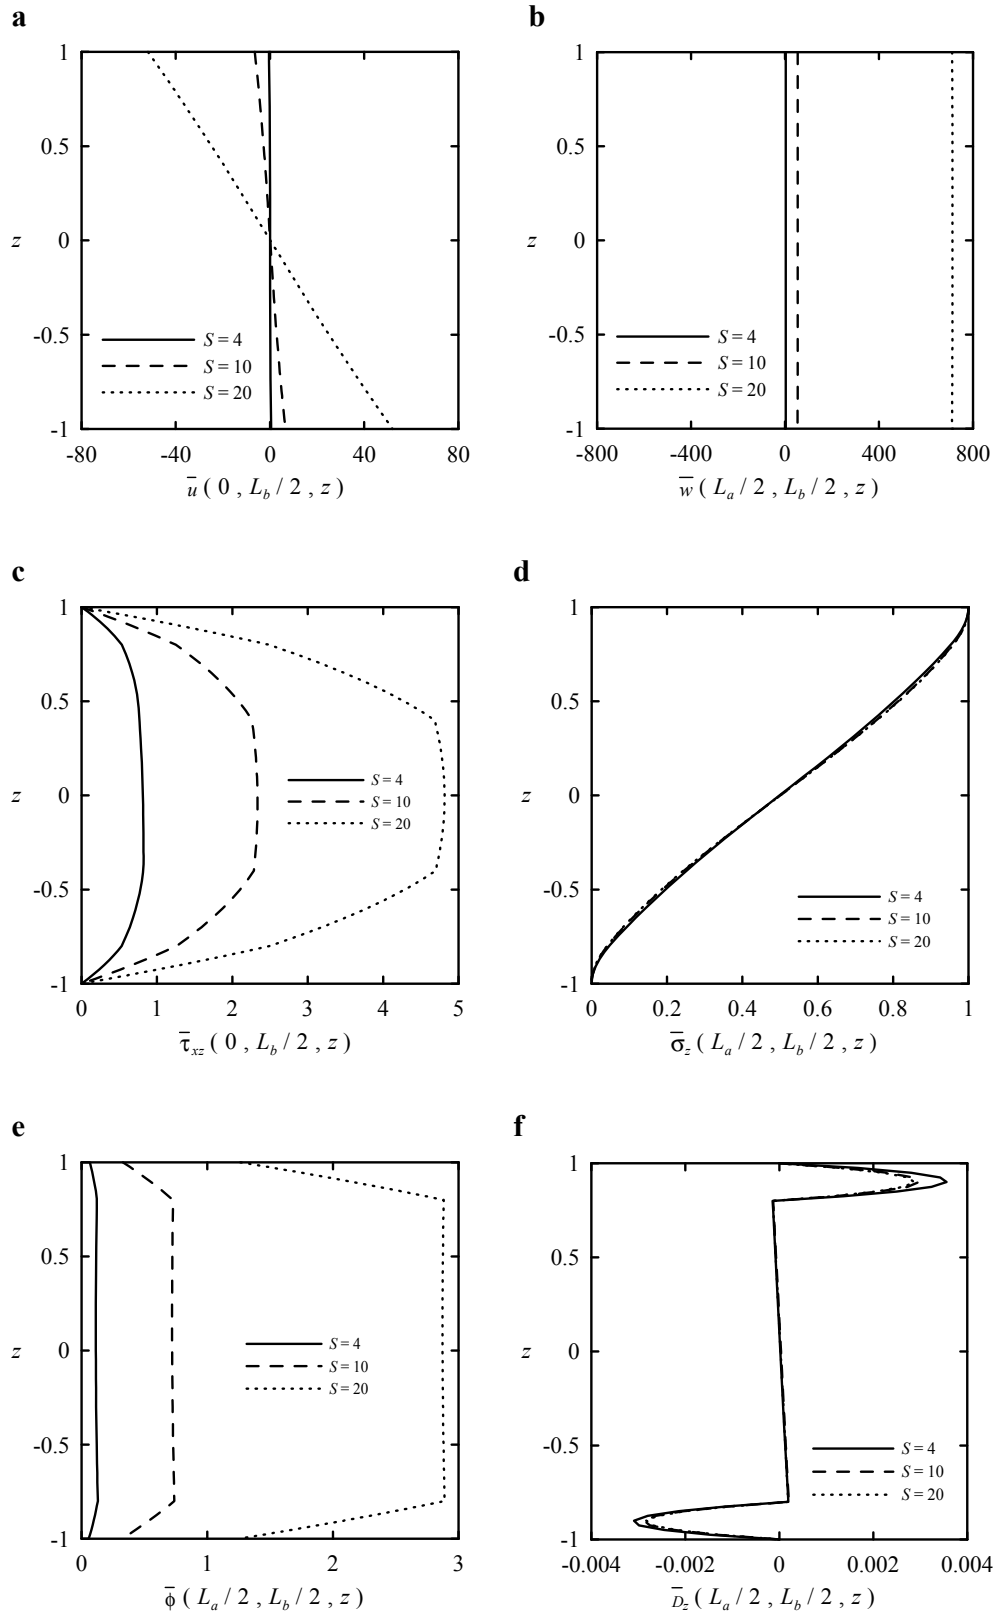 a
1
0.5
z
0
-0.5
-1
S = 4
S = 10
S = 20
-80 -40 0 40 80
u̅ ( 0 , L_b / 2 , z )
b
1
0.5
z
0
-0.5
-1
S = 4
S = 10
S = 20
-800 -400 0 400 800
w̅ ( L_a / 2 , L_b / 2 , z )
c
1
0.5
z
0
-0.5
-1
S = 4
S = 10
S = 20
0 1 2 3 4 5
τ̅_xz ( 0 , L_b / 2 , z )
d
1
0.5
z
0
-0.5
-1
S = 4
S = 10
S = 20
0 0.2 0.4 0.6 0.8 1
σ̅_z ( L_a / 2 , L_b / 2 , z )
e
1
0.5
z
0
-0.5
-1
S = 4
S = 10
S = 20
0 1 2 3
ϕ̅ ( L_a / 2 , L_b / 2 , z )
f
1
0.5
z
0
-0.5
-1
S = 4
S = 10
S = 20
-0.004 -0.002 0 0.002 0.004
D̅_z ( L_a / 2 , L_b / 2 , z )